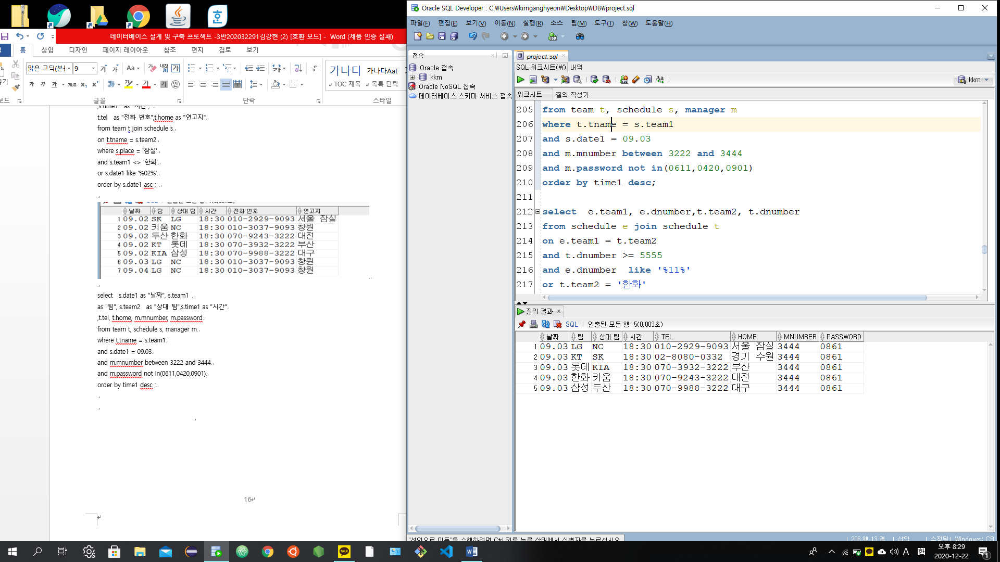 데이터베이스 설계 및 구축 프로젝트 -3반202032291김강현 (2) [호환 모드] - Word (제품 인증 실패)
홈 삽입 디자인 페이지 레이아웃 참조 편지 검토 보기
맑은 고딕(본문 9
가나디 가나다AaE
TOC 제목 목록 단락
글꼴 단락 스타일
,s.time1 as "시간",
t.tel as "전화 번호",t.home as "연고지"
from team t join schedule s
on t.tname = s.team2
where s.place = '잠실'
and s.team1 <> '한화'
or s.date1 like '%02%'
order by s.date1 asc ;
날짜 팀 상대 팀 시간 전화 번호 연고지
1 09.02 SK LG 18:30 010-2929-9093 서울 잠실
2 09.02 키움 NC 18:30 010-3037-9093 창원
3 09.02 두산 한화 18:30 070-9243-3222 대전
4 09.02 KT 롯데 18:30 070-3932-3222 부산
5 09.02 KIA 삼성 18:30 070-9988-3222 대구
6 09.03 LG NC 18:30 010-3037-9093 창원
7 09.04 LG NC 18:30 010-3037-9093 창원
select s.date1 as "날짜", s.team1
as "팀", s.team2 as "상대 팀",s.time1 as "시간"
,t.tel, t.home, m.mnumber, m.password
from team t, schedule s, manager m
where t.tname = s.team1
and s.date1 = 09.03
and m.mnumber between 3222 and 3444
and m.password not in(0611,0420,0901)
order by time1 desc ;
16
Oracle SQL Developer : C:₩Users₩kimganghyeon₩Desktop₩DB₩project.sql
파일(F) 편집(E) 보기(V) 이동(N) 실행(R) 소스 팀(M) 도구(T) 창(W) 도움말(H)
접속
Oracle 접속
kkm
Oracle NoSQL 접속
데이터베이스 스키마 서비스 접속
project.sql
SQL 워크시트(W) 내역
kkm
워크시트 질의 작성기
205 from team t, schedule s, manager m
206 where t.tname = s.team1
207 and s.date1 = 09.03
208 and m.mnumber between 3222 and 3444
209 and m.password not in(0611,0420,0901)
210 order by time1 desc;
211
212 select e.team1, e.dnumber,t.team2, t.dnumber
213 from schedule e join schedule t
214 on e.team1 = t.team2
215 and t.dnumber >= 5555
216 and e.dnumber like '%11%'
217 or t.team2 = '한화'
질의 결과
SQL | 인출된 모든 행: 5(0,003초)
날짜 팀 상대 팀 시간 TEL HOME MNUMBER PASSWORD
1 09.03 LG NC 18:30 010-2929-9093 서울 잠실 3444 0861
2 09.03 KT SK 18:30 02-8080-0332 경기 수원 3444 0861
3 09.03 롯데 KIA 18:30 070-3932-3222 부산 3444 0861
4 09.03 한화 키움 18:30 070-9243-3222 대전 3444 0861
5 09.03 삼성 두산 18:30 070-9988-3222 대구 3444 0861
"선언으로 이동"을 수행하려면 Ctrl 키를 누른 상태에서 식별자를 누르십시오
206 행 13 열 | 삽입 | 수정됨 | Windows: CR
TALK
A 한
오후 8:29
2020-12-22
1